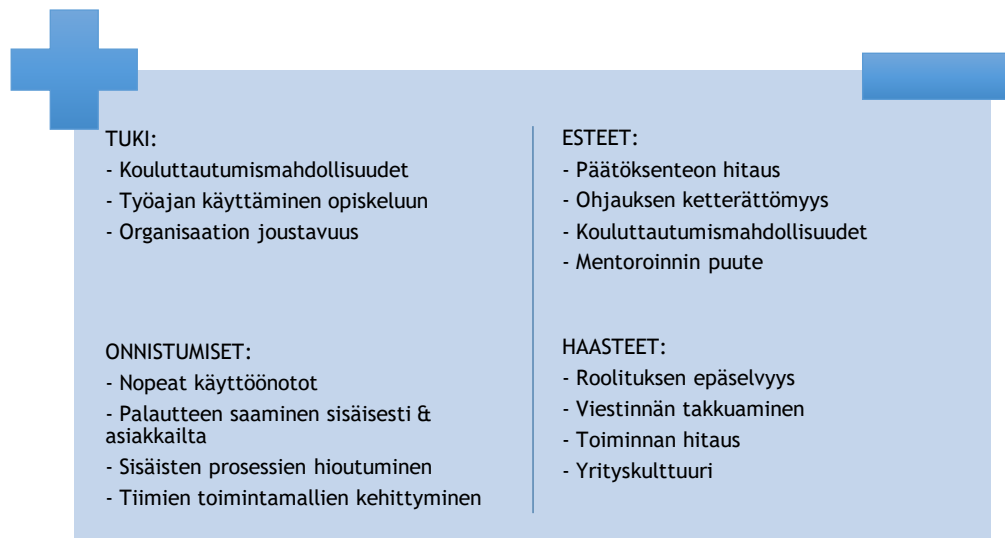 TUKI:
- Kouluttautumismahdollisuudet
- Työajan käyttäminen opiskeluun
- Organisaation joustavuus
ONNISTUMISET:
- Nopeat käyttöönotot
- Palautteen saaminen sisäisesti &
asiakkailta
- Sisäisten prosessien hioutuminen
- Tiimien toimintamallien kehittyminen
ESTEET:
- Päätöksenteon hitaus
- Ohjauksen ketterättömyys
- Kouluttautumismahdollisuudet
- Mentoroinnin puute
HAASTEET:
- Roolituksen epäselvyys
- Viestinnän takkuaminen
- Toiminnan hitaus
- Yrityskulttuuri